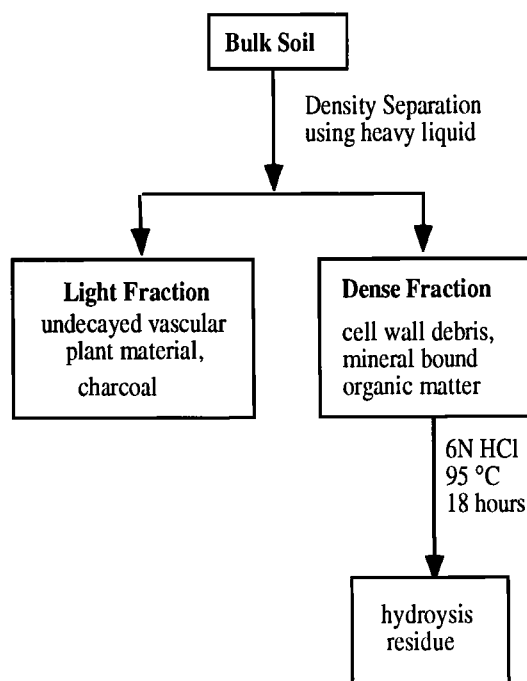 Bulk Soil
Density Separation
using heavy liquid
Light Fraction
undecayed vascular
plant material,
charcoal
Dense Fraction
cell wall debris,
mineral bound
organic matter
6N HCl
95 °C
18 hours
hydroysis
residue